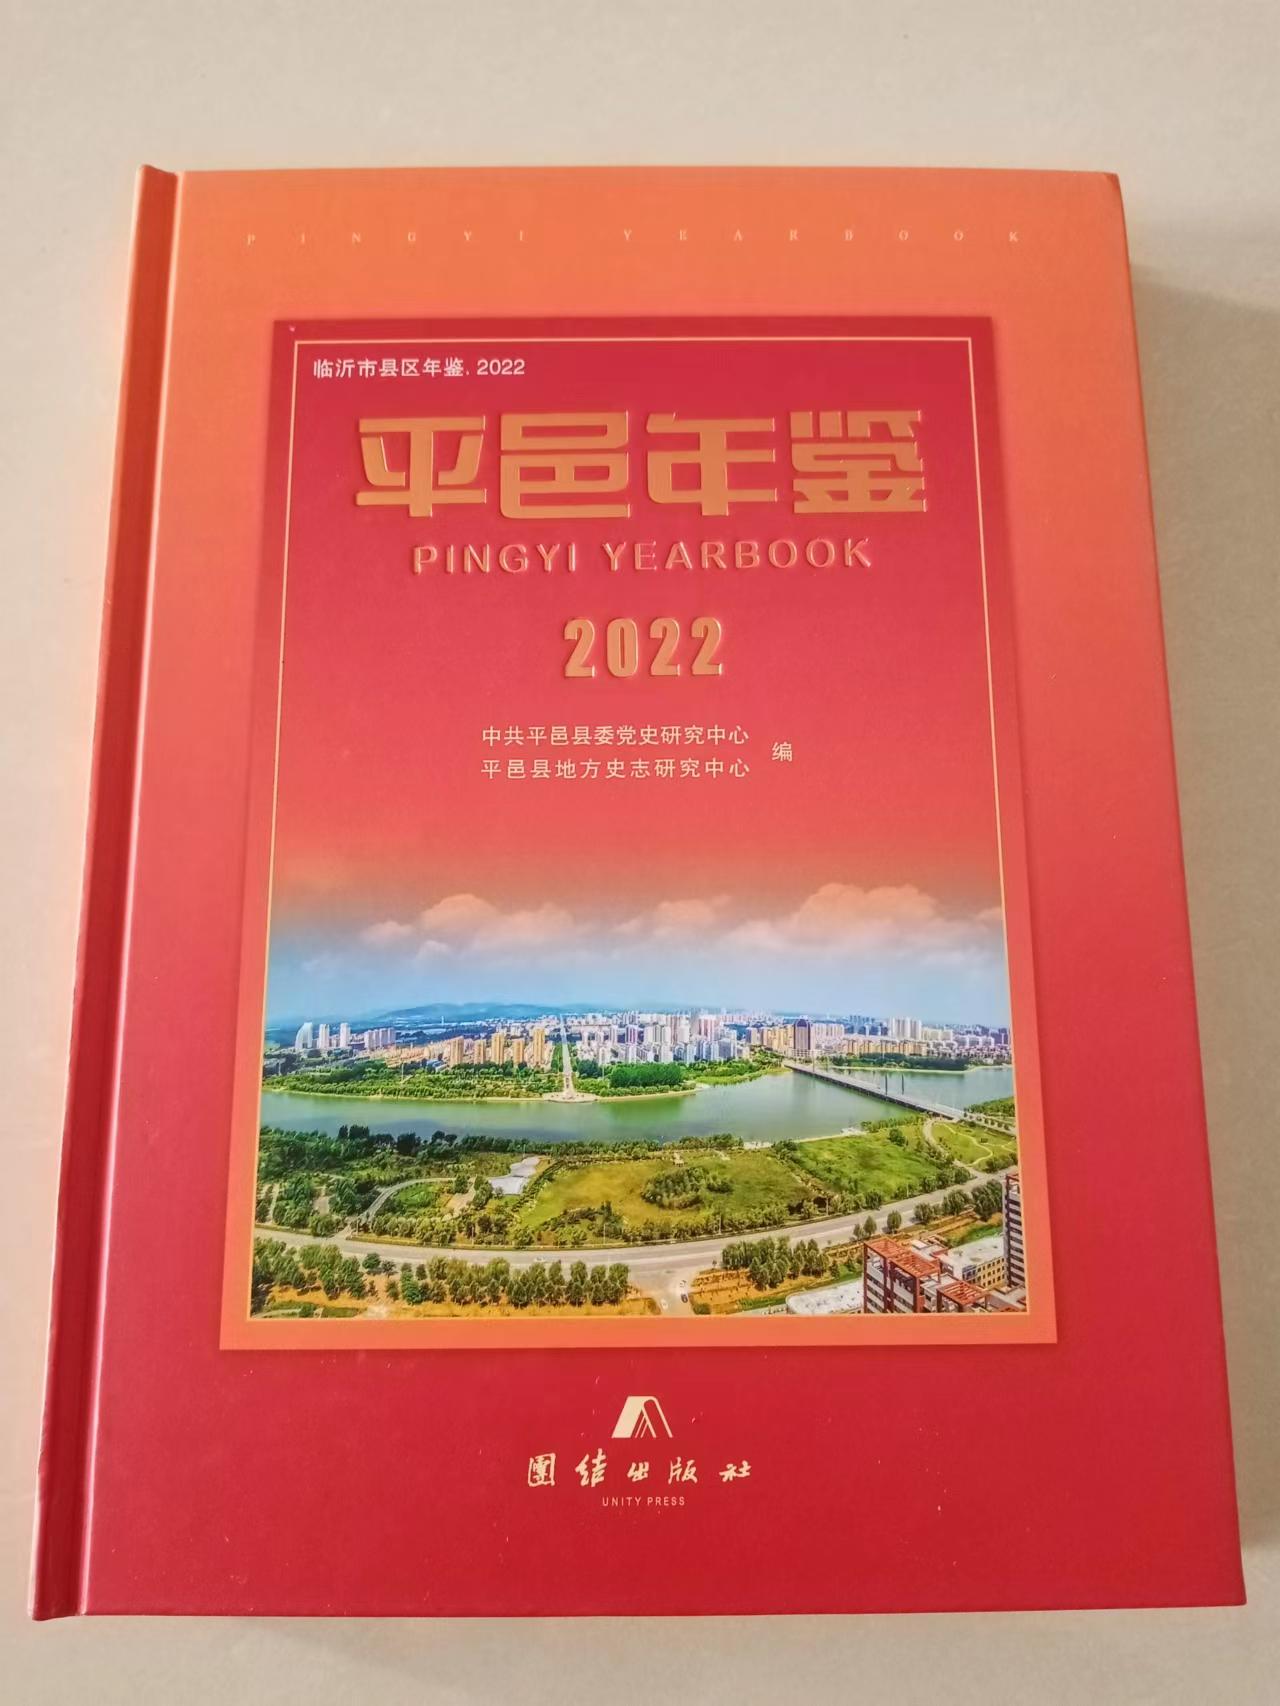 PINGYI YEARBOOK
临沂市县区年鉴. 2022
平邑年鉴
PINGYI YEARBOOK
2022
中共平邑县委党史研究中心
平邑县地方史志研究中心
编
團结出版社
UNITY PRESS